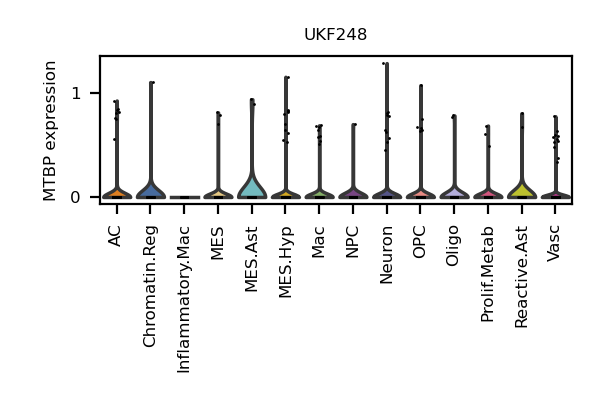 UKF248
MTBP expression
1
0
AC
Chromatin.Reg
Inflammatory.Mac
MES
MES.Ast
MES.Hyp
Mac
NPC
Neuron
OPC
Oligo
Prolif.Metab
Reactive.Ast
Vasc